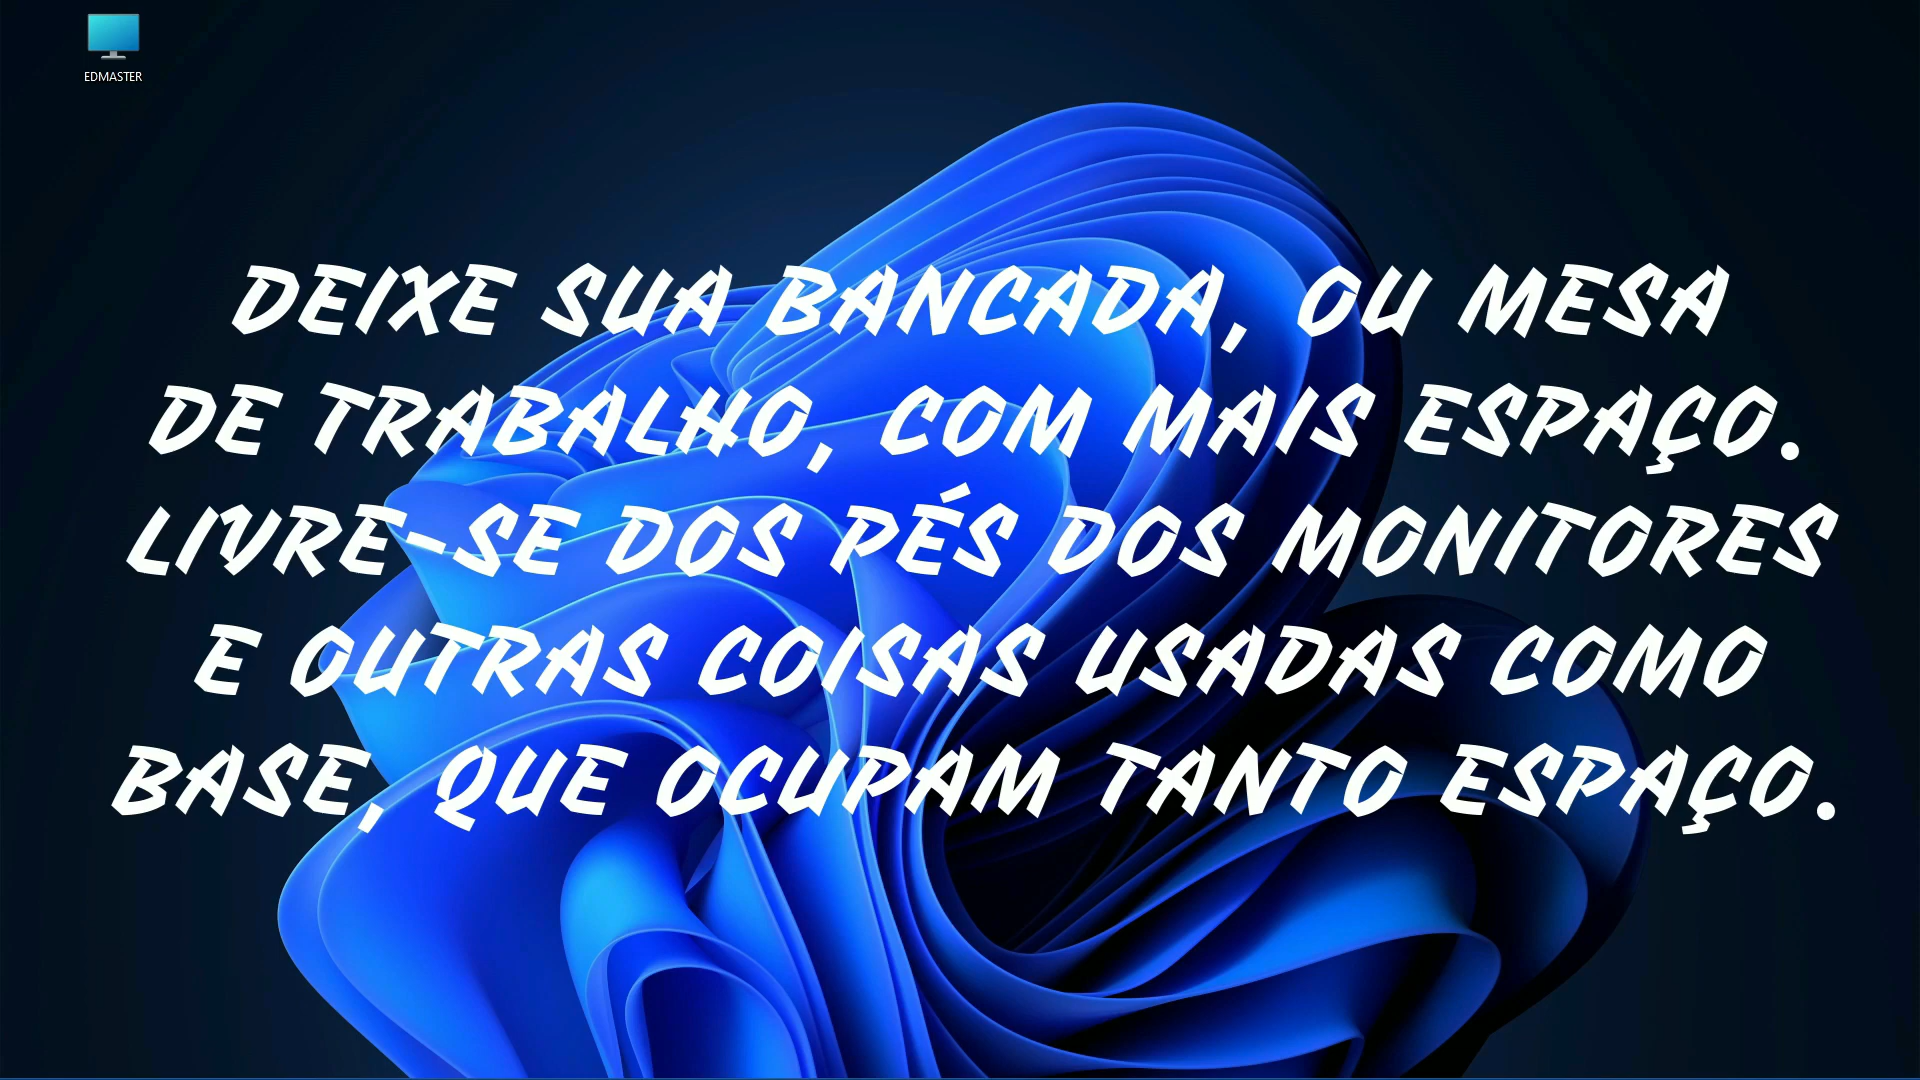 EDMASTER
DEIXE SUA BANCADA, OU MESA
DE TRABALHO, COM MAIS ESPAÇO.
LIVRE-SE DOS PÉS DOS MONITORES
E OUTRAS COISAS USADAS COMO
BASE, QUE OCUPAM TANTO ESPAÇO.